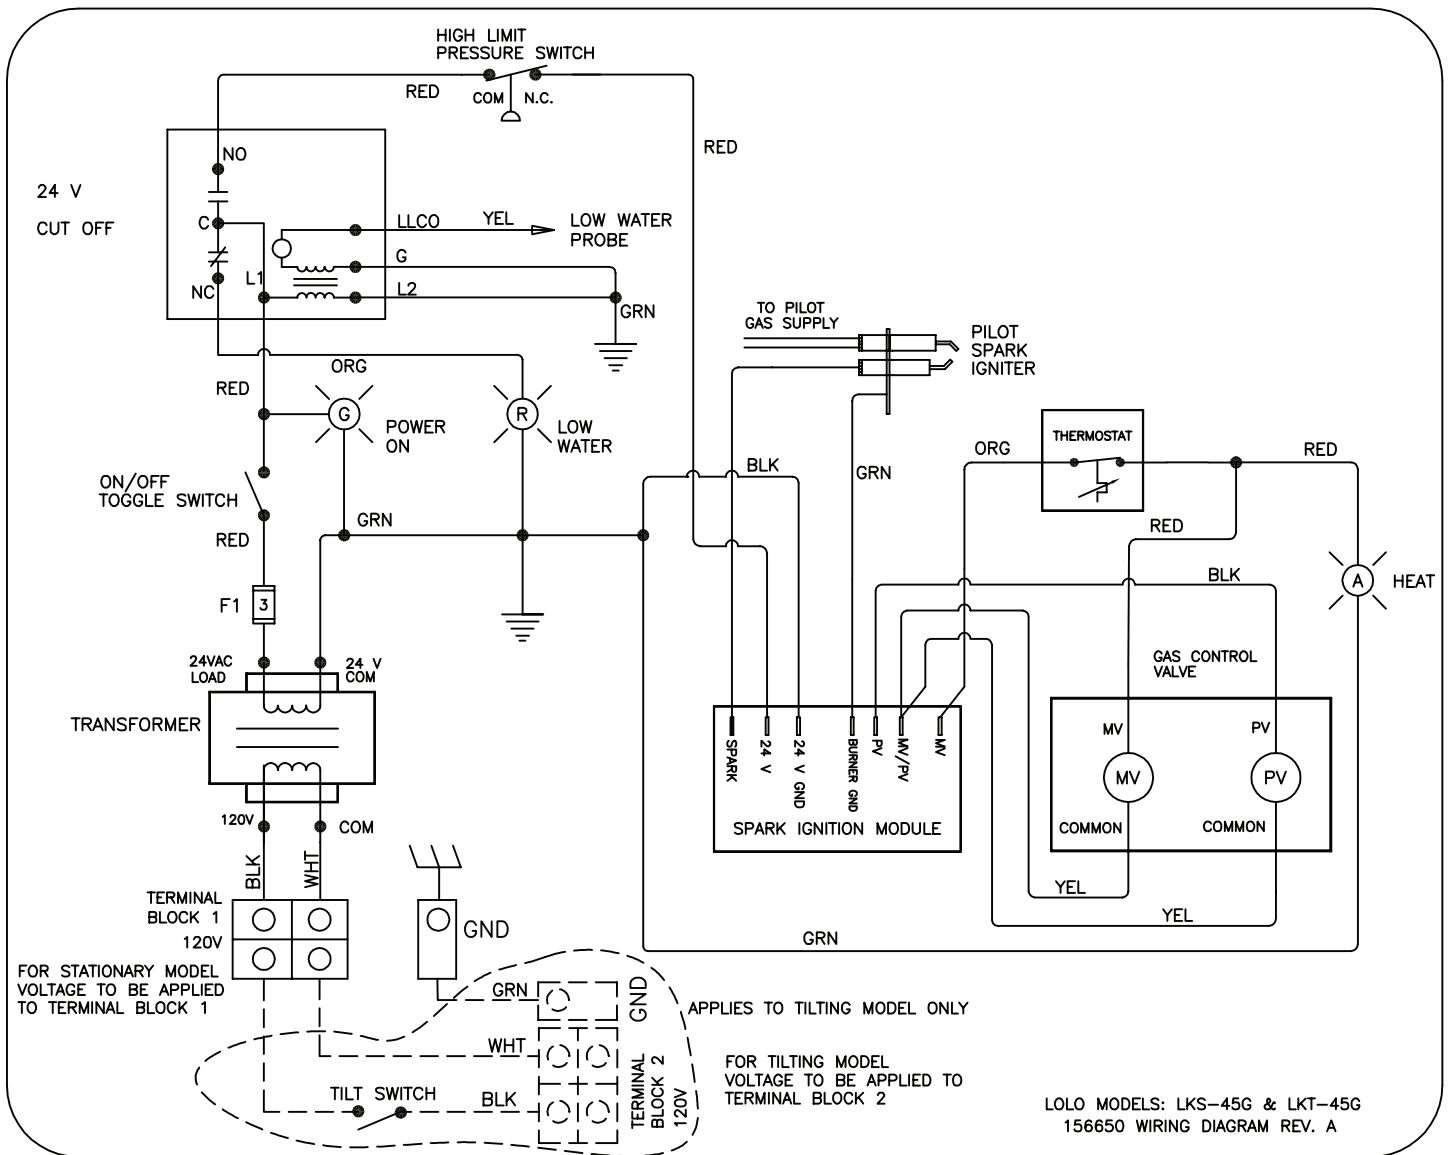 HIGH LIMIT
PRESSURE SWITCH
RED
COM
N.C.
RED
NO
24 V
CUT OFF
C
LLCO
YEL
LOW WATER
PROBE
G
L1
NC
L2
GRN
TO PILOT
GAS SUPPLY
PILOT
SPARK
IGNITER
ORG
RED
G
POWER
ON
R
LOW
WATER
THERMOSTAT
ORG
RED
BLK
GRN
ON/OFF
TOGGLE SWITCH
GRN
RED
RED
BLK
A
HEAT
F1
3
24VAC
LOAD
24 V
COM
GAS CONTROL
VALVE
TRANSFORMER
MV
PV
SPARK
24 V
24 V GND
BURNER GND
PV
MV/PV
MV
MV
PV
SPARK IGNITION MODULE
COMMON
COMMON
120V
COM
BLK
WHT
YEL
YEL
GRN
TERMINAL
BLOCK 1
120V
GND
FOR STATIONARY MODEL
VOLTAGE TO BE APPLIED
TO TERMINAL BLOCK 1
GRN
GND
APPLIES TO TILTING MODEL ONLY
WHT
TERMINAL
BLOCK 2
120V
FOR TILTING MODEL
VOLTAGE TO BE APPLIED TO
TERMINAL BLOCK 2
TILT SWITCH
BLK
LOLO MODELS: LKS-45G & LKT-45G
156650 WIRING DIAGRAM REV. A